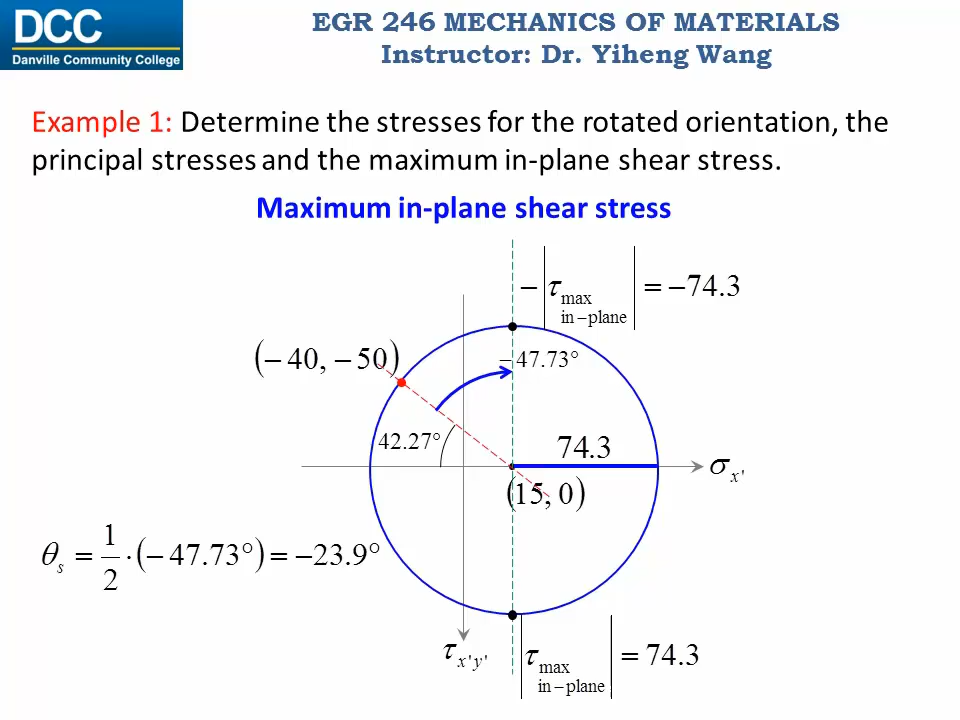 DCC
Danville Community College
EGR 246 MECHANICS OF MATERIALS
Instructor: Dr. Yiheng Wang
Example 1: Determine the stresses for the rotated orientation, the
principal stresses and the maximum in-plane shear stress.
Maximum in-plane shear stress
−|τ max in−plane| = −74.3
(−40, −50)
−47.73°
42.27°
74.3
σx'
(15, 0)
θs = 1/2 · (−47.73°) = −23.9°
τx'y'
|τ max in−plane| = 74.3